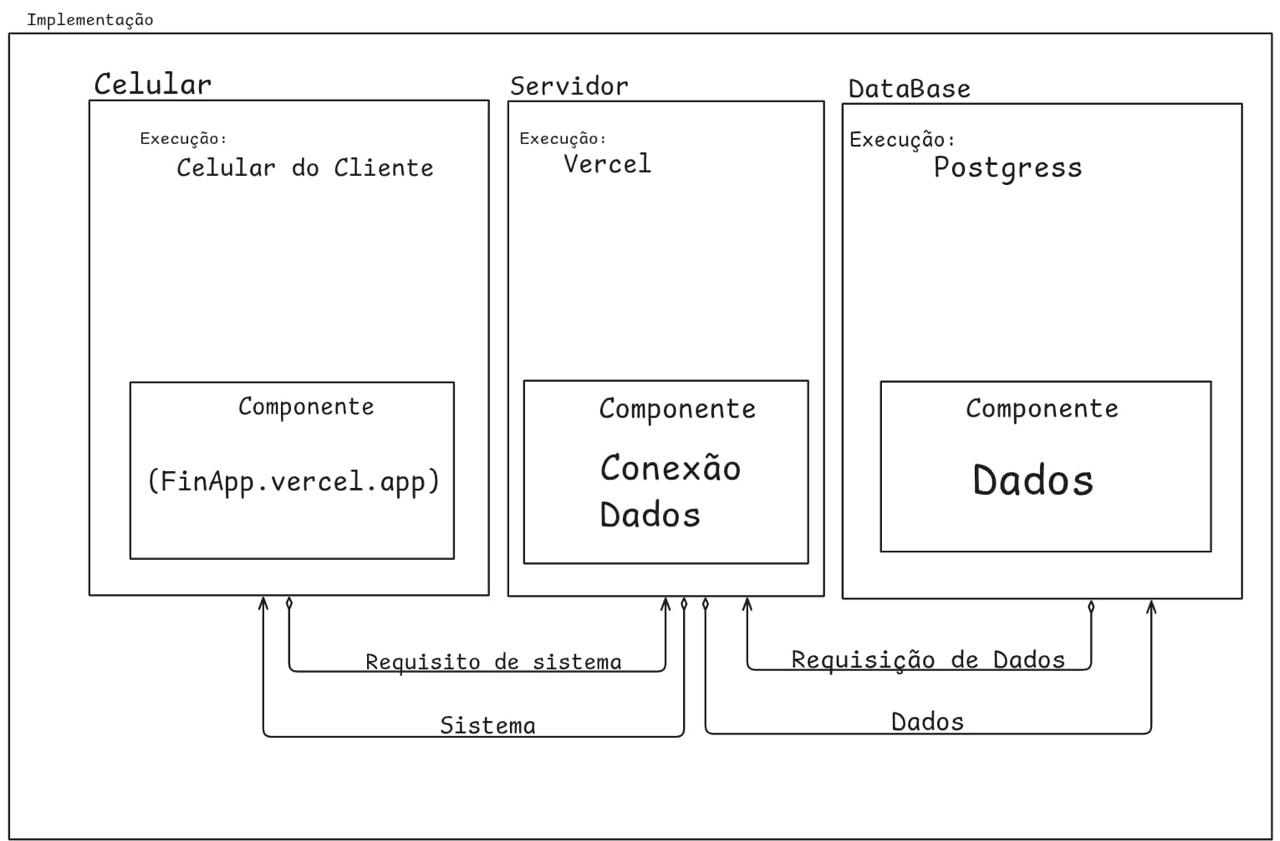 Implementação
Celular
Execução:
Celular do Cliente
Componente
(FinApp.vercel.app)
Servidor
Execução:
Vercel
Componente
Conexão
Dados
DataBase
Execução:
Postgress
Componente
Dados
Requisito de sistema
Sistema
Requisição de Dados
Dados